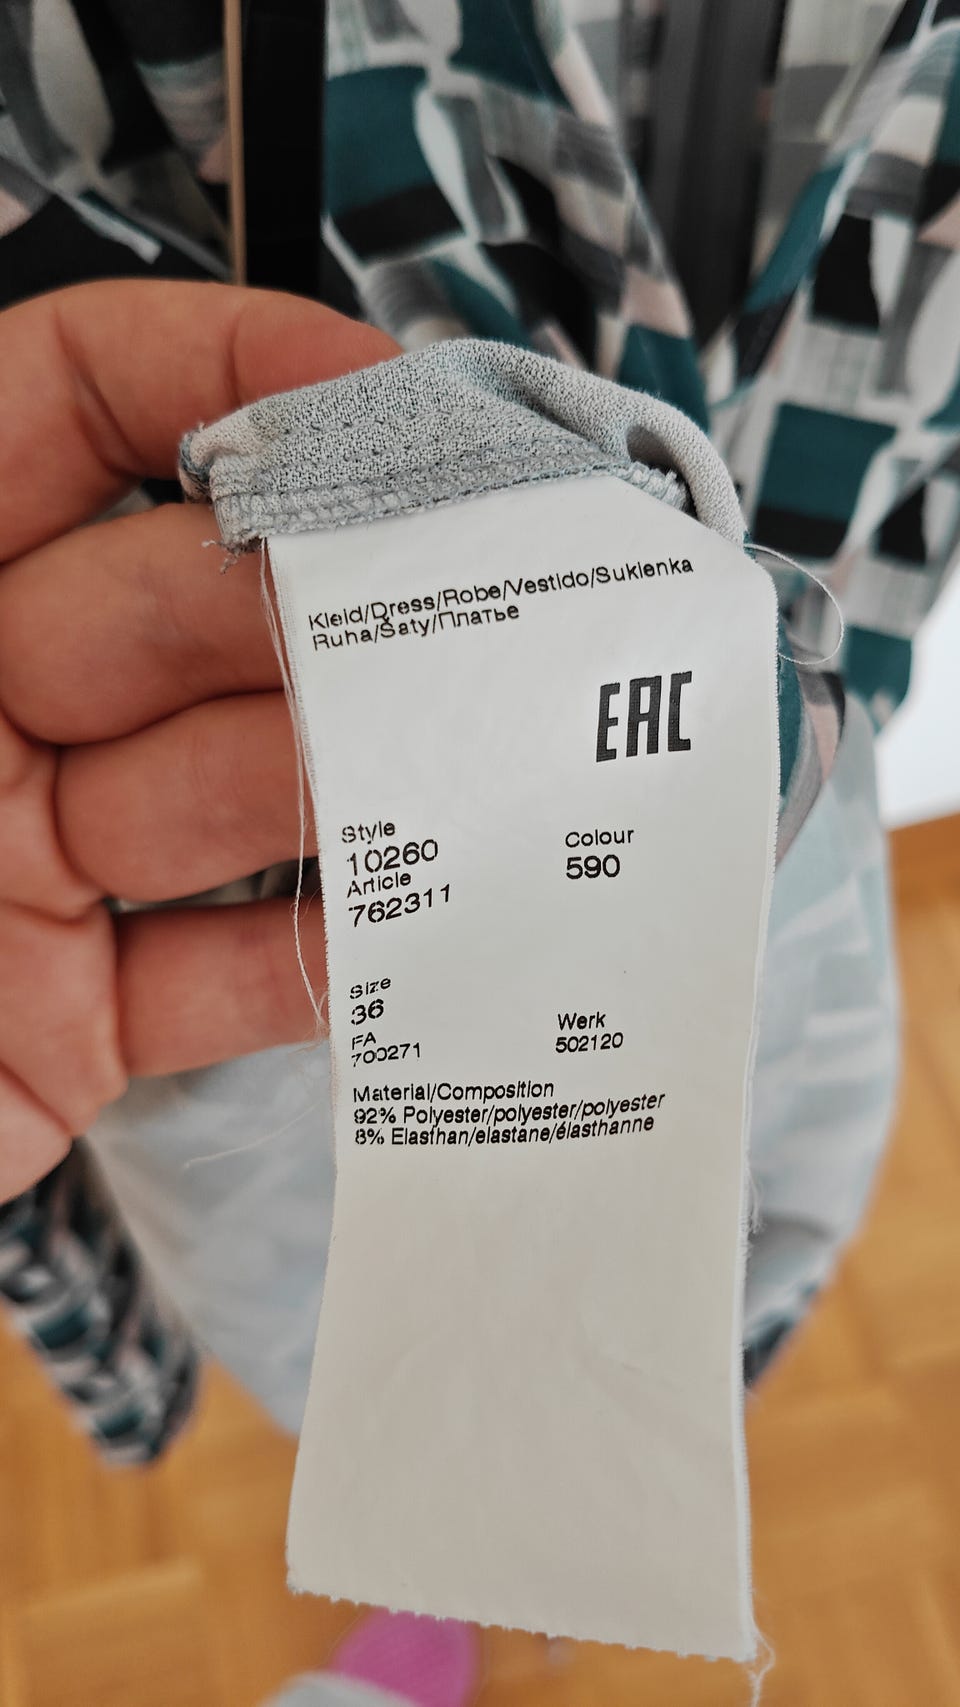 Kleid/Dress/Robe/Vestido/Sukienka
Ruha/Šaty/Платье
EAC
Style
10260
Colour
590
Article
762311
Size
36
FA
700271
Werk
502120
Material/Composition
92% Polyester/polyester/polyester
8% Elasthan/elastane/élasthanne